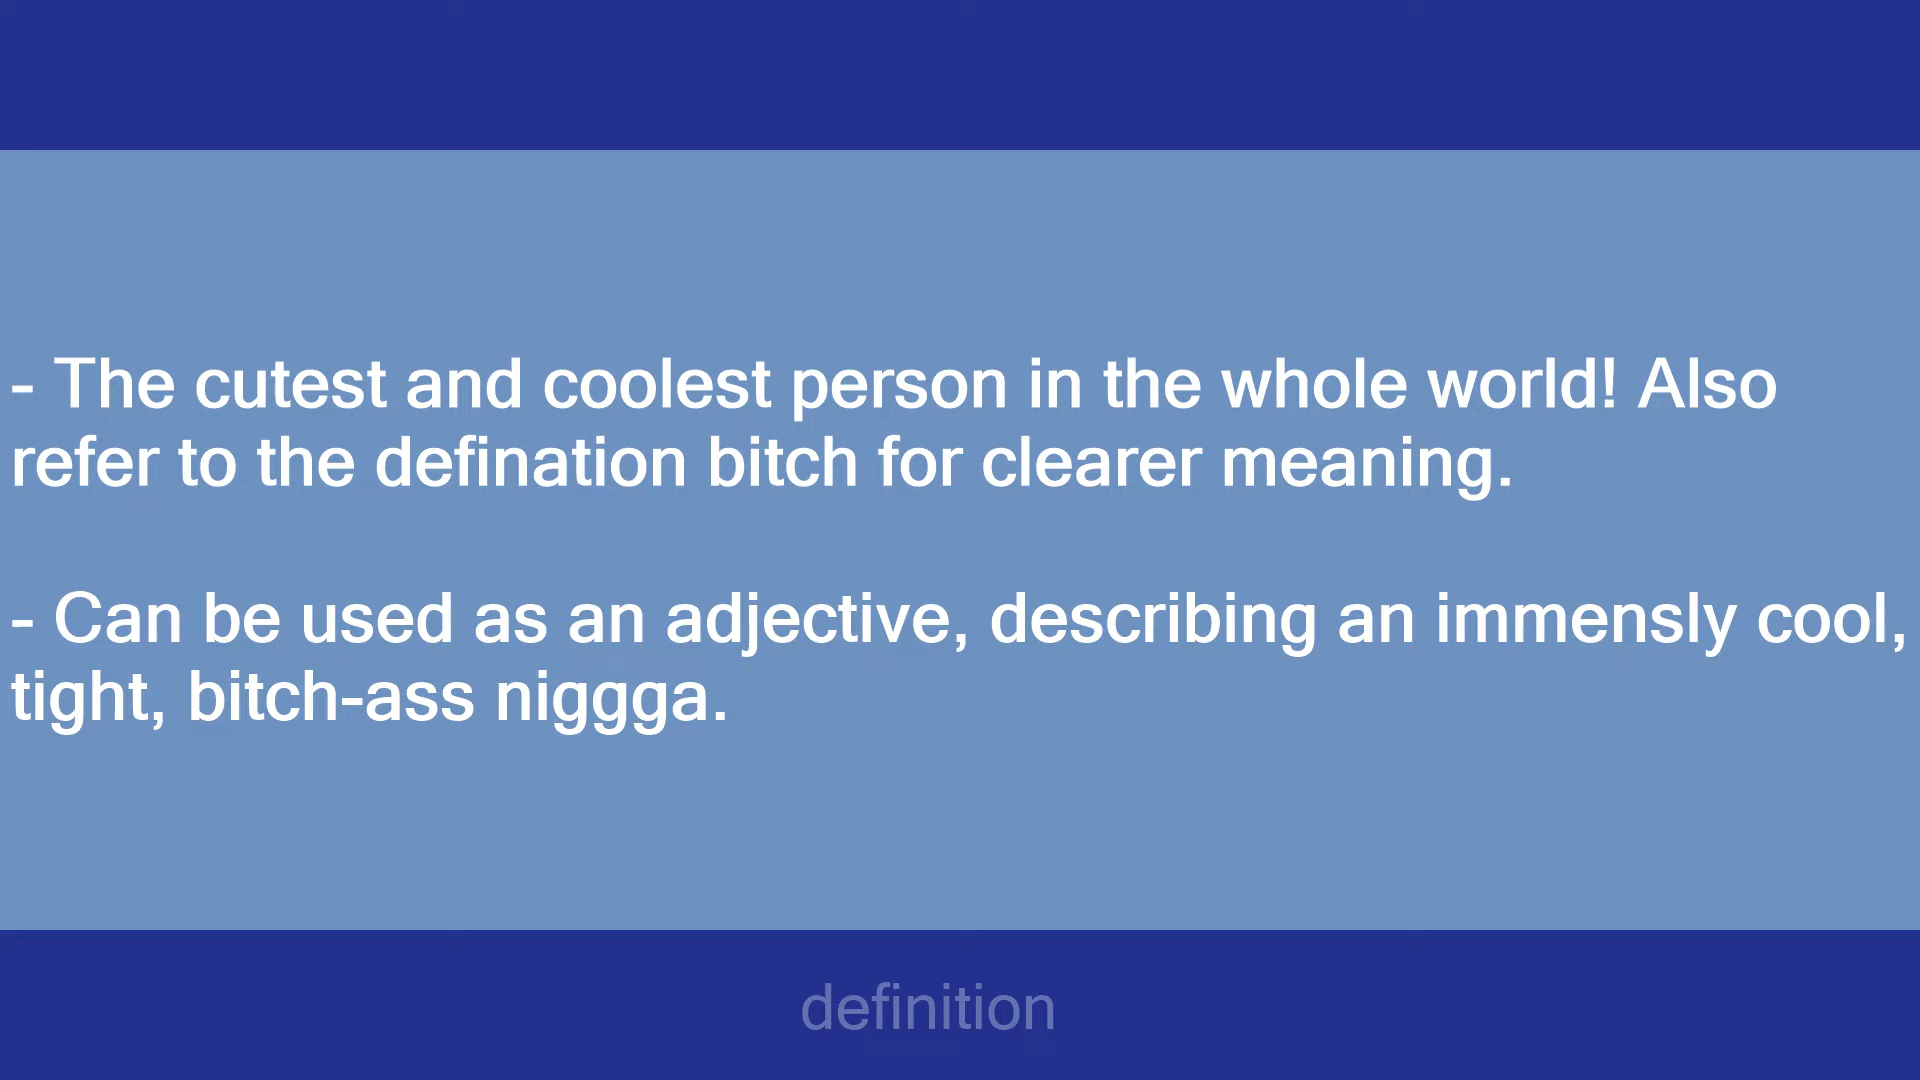 - The cutest and coolest person in the whole world! Also
refer to the defination bitch for clearer meaning.
- Can be used as an adjective, describing an immensly cool,
tight, bitch-ass niggga.
definition